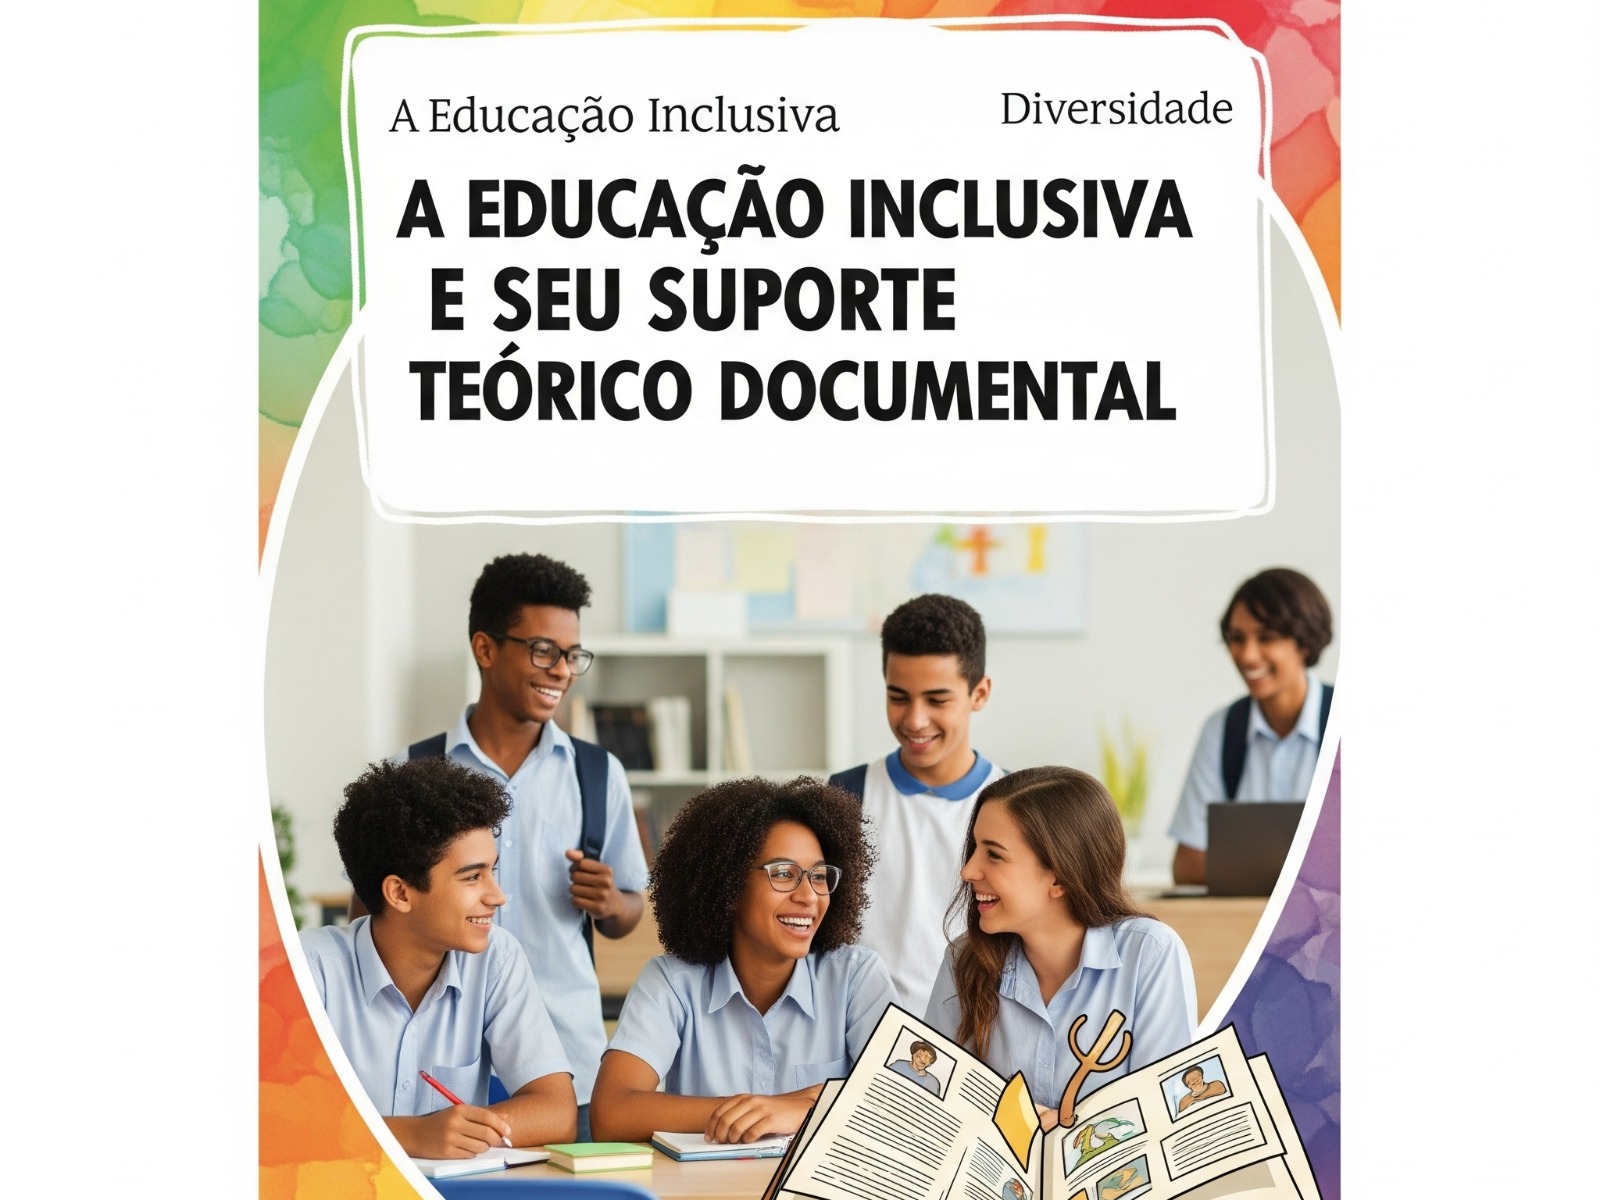 A Educação Inclusiva
Diversidade
A EDUCAÇÃO INCLUSIVA
E SEU SUPORTE
TEÓRICO DOCUMENTAL